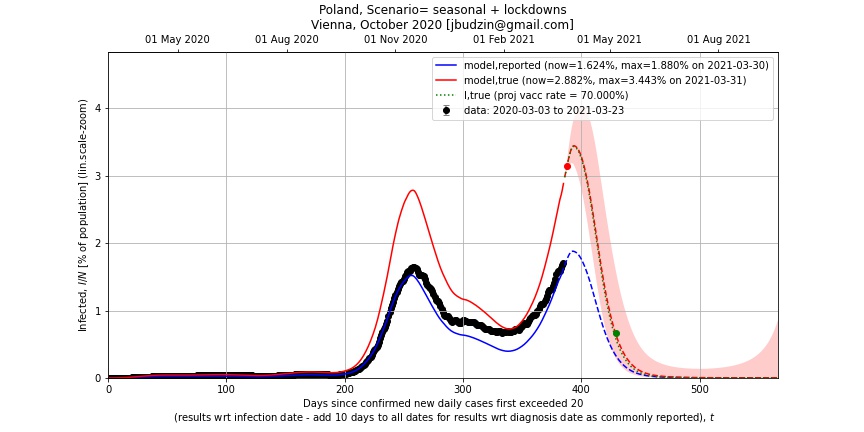 Poland, Scenario= seasonal + lockdowns
Vienna, October 2020 [jbudzin@gmail.com]
01 May 2020 01 Aug 2020 01 Nov 2020 01 Feb 2021 01 May 2021 01 Aug 2021
model,reported (now=1.624%, max=1.880% on 2021-03-30)
model,true (now=2.882%, max=3.443% on 2021-03-31)
I,true (proj vacc rate = 70.000%)
data: 2020-03-03 to 2021-03-23
Infected, I/N [% of population] (lin.scale-zoom)
4
3
2
1
0
0 100 200 300 400 500
Days since confirmed new daily cases first exceeded 20
(results wrt infection date - add 10 days to all dates for results wrt diagnosis date as commonly reported), t